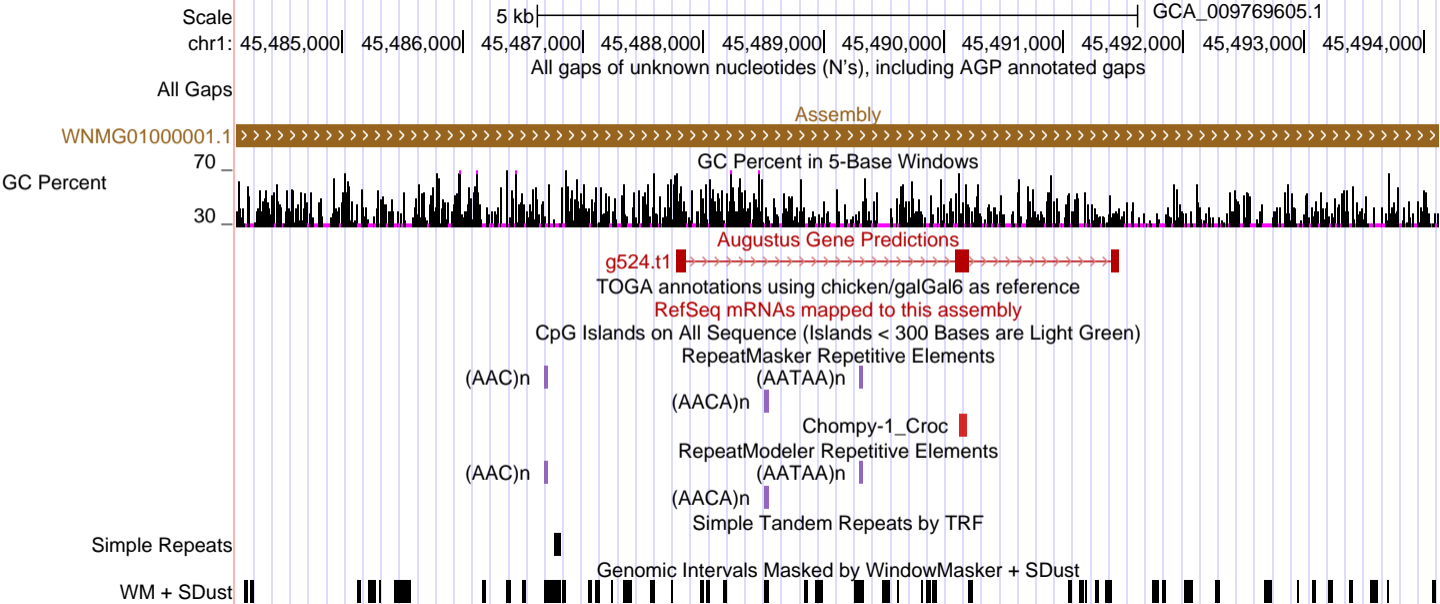 Scale 5 kb GCA_009769605.1
chr1: 45,485,000 45,486,000 45,487,000 45,488,000 45,489,000 45,490,000 45,491,000 45,492,000 45,493,000 45,494,000
All gaps of unknown nucleotides (N's), including AGP annotated gaps
All Gaps
Assembly
WNMG01000001.1
70 GC Percent in 5-Base Windows
GC Percent
30
Augustus Gene Predictions
g524.t1
TOGA annotations using chicken/galGal6 as reference
RefSeq mRNAs mapped to this assembly
CpG Islands on All Sequence (Islands < 300 Bases are Light Green)
RepeatMasker Repetitive Elements
(AAC)n (AATAA)n
(AACA)n
Chompy-1_Croc
RepeatModeler Repetitive Elements
(AAC)n (AATAA)n
(AACA)n
Simple Tandem Repeats by TRF
Simple Repeats
Genomic Intervals Masked by WindowMasker + SDust
WM + SDust